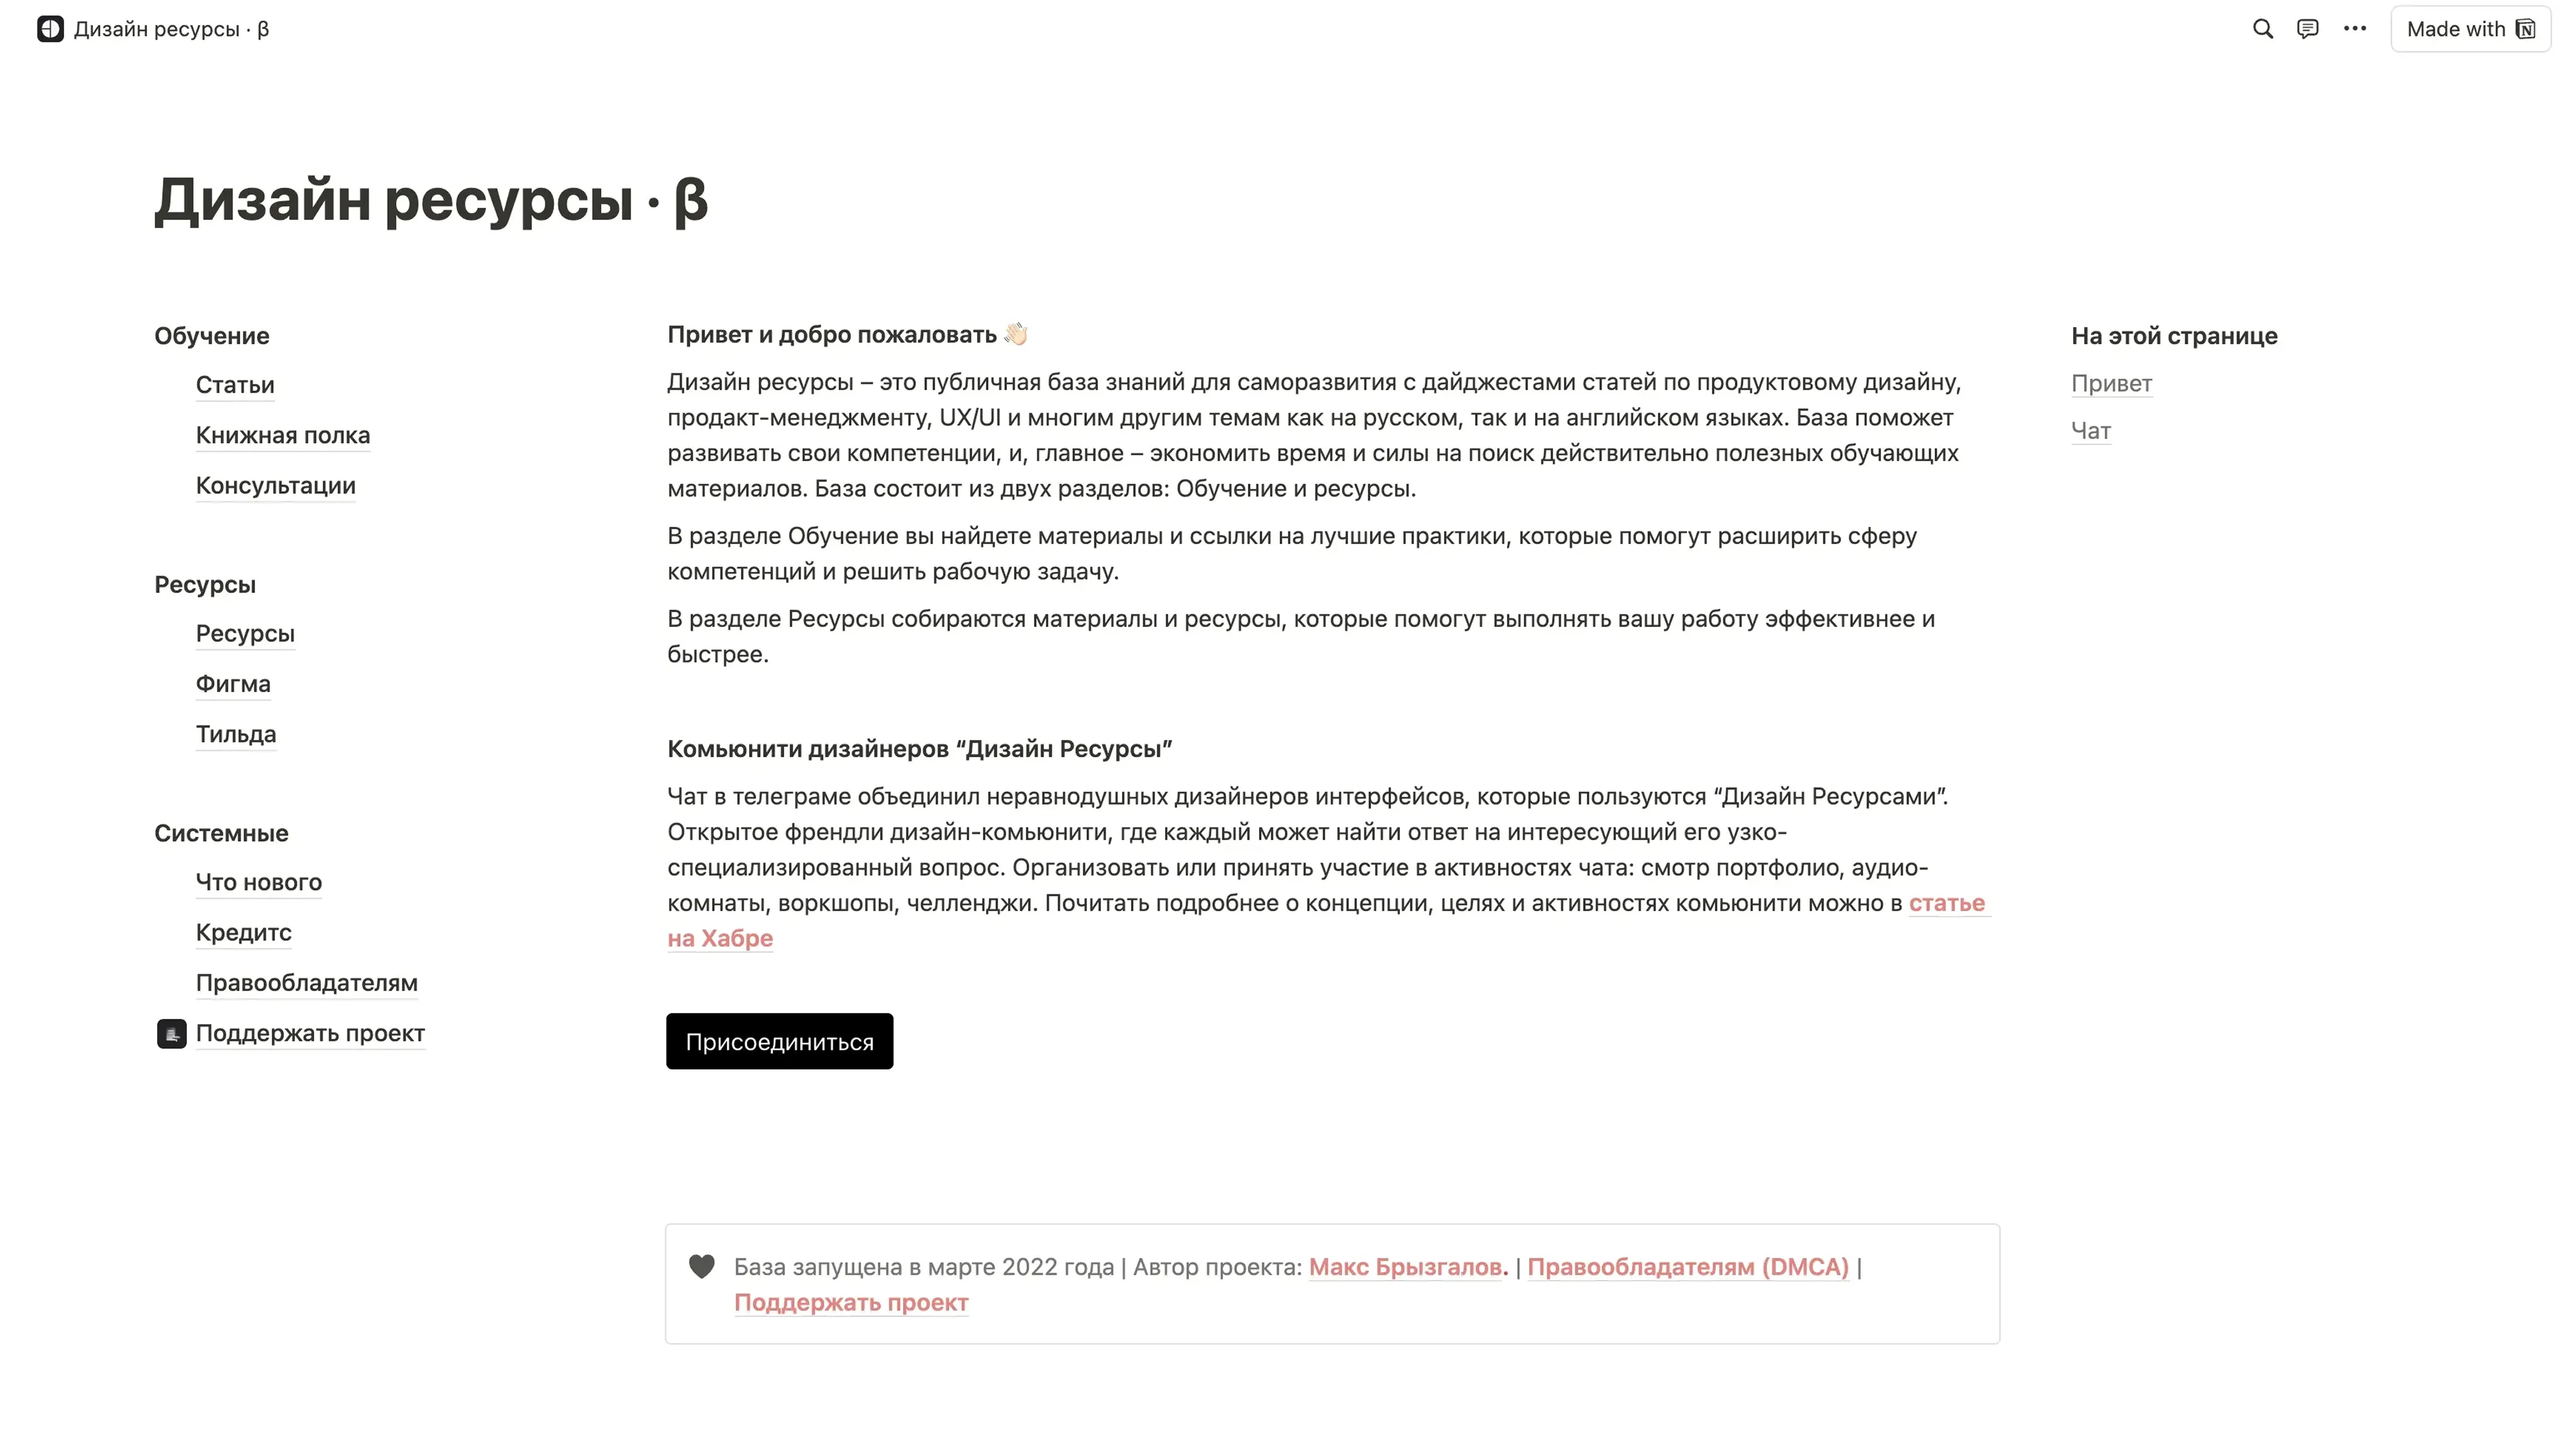 Дизайн ресурсы · β
Made with
Дизайн ресурсы · β
Обучение
Статьи
Книжная полка
Консультации
Ресурсы
Ресурсы
Фигма
Тильда
Системные
Что нового
Кредитс
Правообладателям
Поддержать проект
Привет и добро пожаловать 👋🏻
Дизайн ресурсы – это публичная база знаний для саморазвития с дайджестами статей по продуктовому дизайну,
продакт-менеджменту, UX/UI и многим другим темам как на русском, так и на английском языках. База поможет
развивать свои компетенции, и, главное – экономить время и силы на поиск действительно полезных обучающих
материалов. База состоит из двух разделов: Обучение и ресурсы.
В разделе Обучение вы найдете материалы и ссылки на лучшие практики, которые помогут расширить сферу
компетенций и решить рабочую задачу.
В разделе Ресурсы собираются материалы и ресурсы, которые помогут выполнять вашу работу эффективнее и
быстрее.
Комьюнити дизайнеров “Дизайн Ресурсы”
Чат в телеграме объединил неравнодушных дизайнеров интерфейсов, которые пользуются “Дизайн Ресурсами”.
Открытое френдли дизайн-комьюнити, где каждый может найти ответ на интересующий его узко-
специализированный вопрос. Организовать или принять участие в активностях чата: смотр портфолио, аудио-
комнаты, воркшопы, челленджи. Почитать подробнее о концепции, целях и активностях комьюнити можно в статье
на Хабре
Присоединиться
База запущена в марте 2022 года | Автор проекта: Макс Брызгалов. | Правообладателям (DMCA) |
Поддержать проект
На этой странице
Привет
Чат